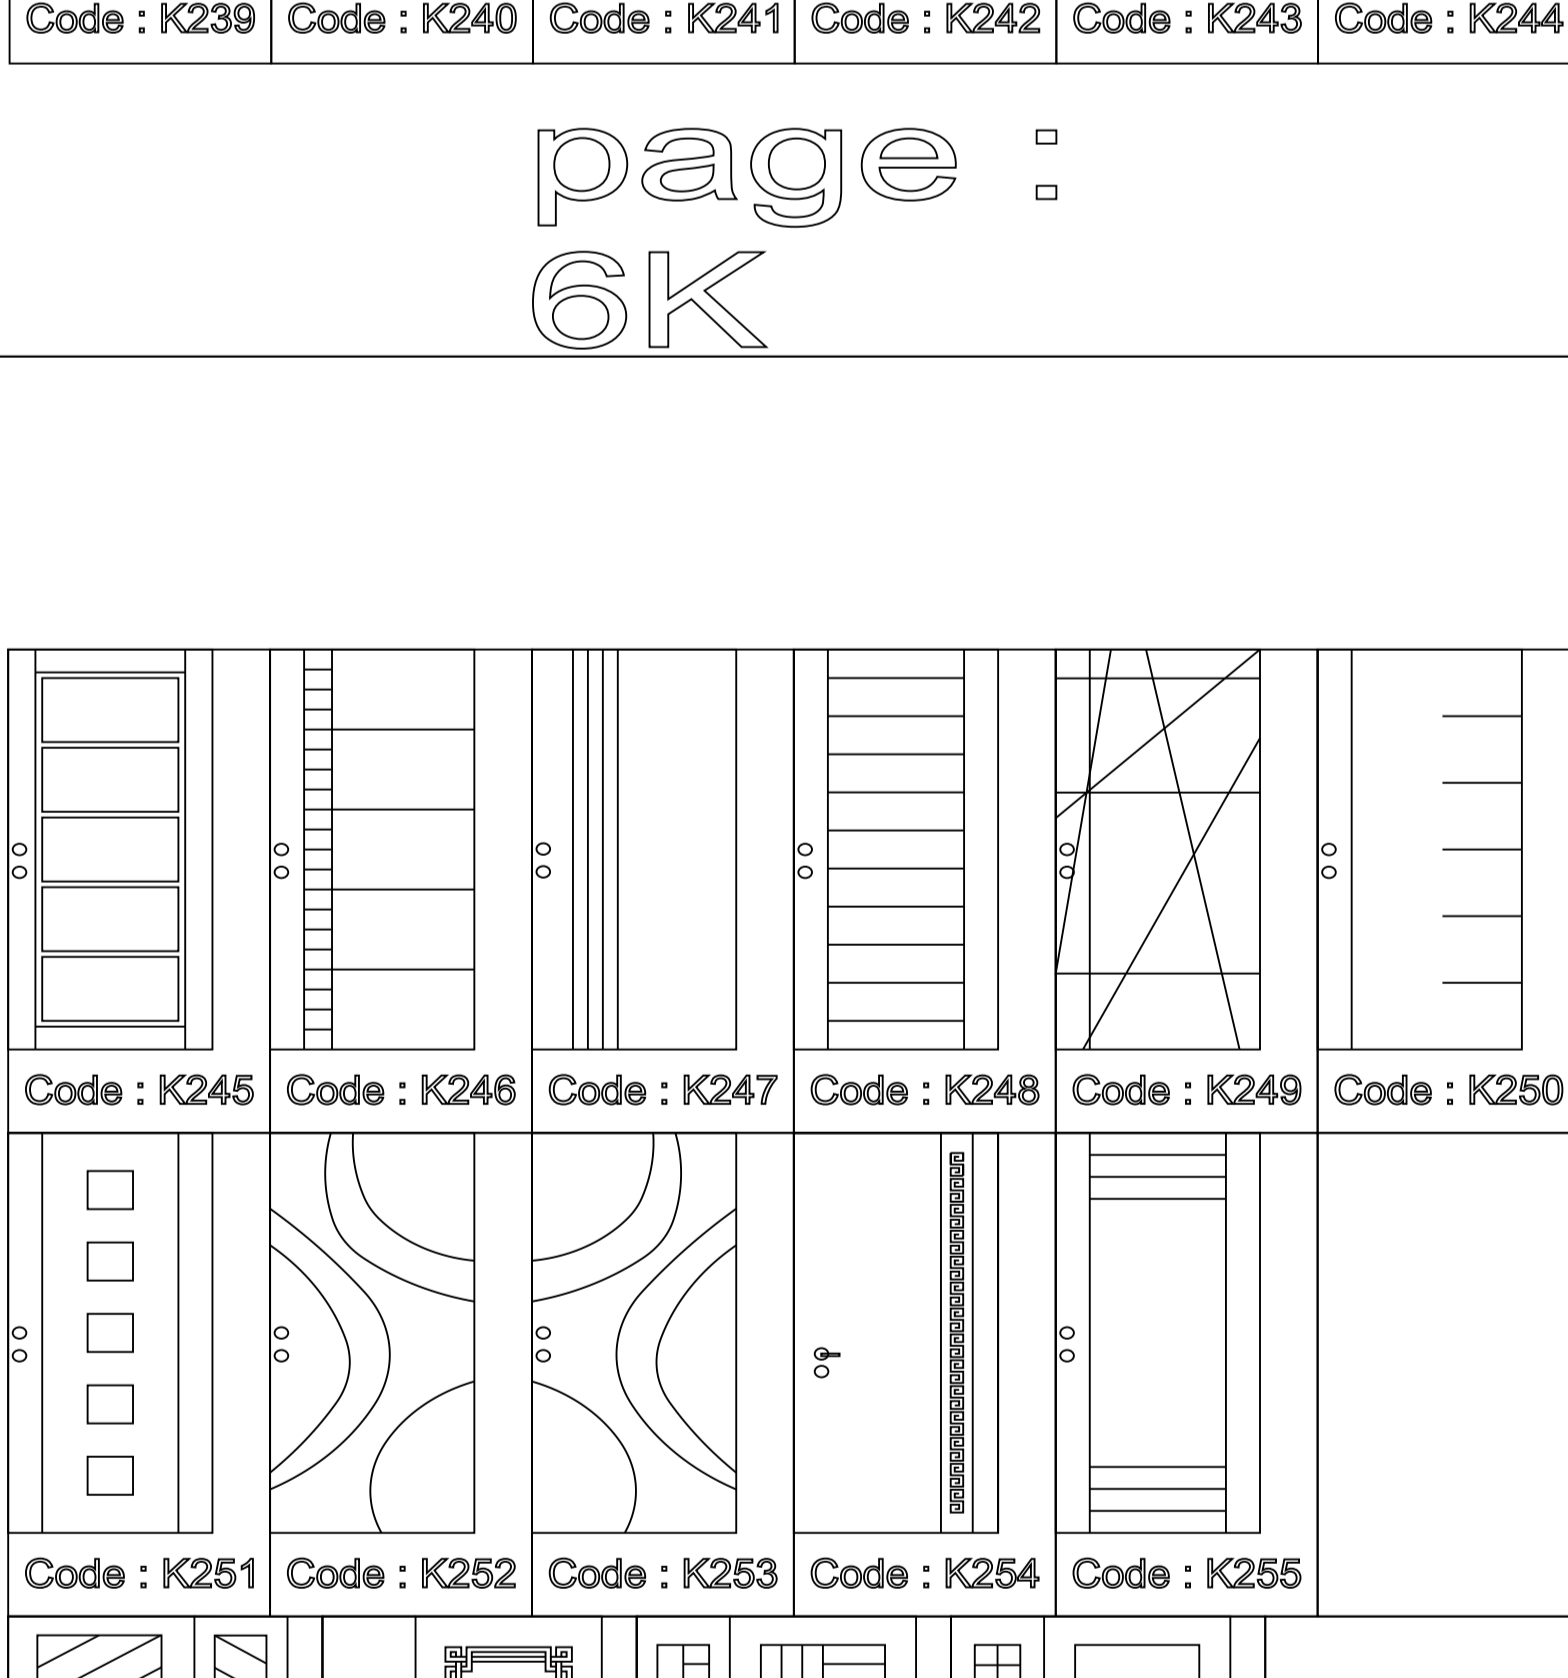 Code : K239 Code : K240 Code : K241 Code : K242 Code : K243 Code : K244
page :
6K
Code : K245 Code : K246 Code : K247 Code : K248 Code : K249 Code : K250
Code : K251 Code : K252 Code : K253 Code : K254 Code : K255